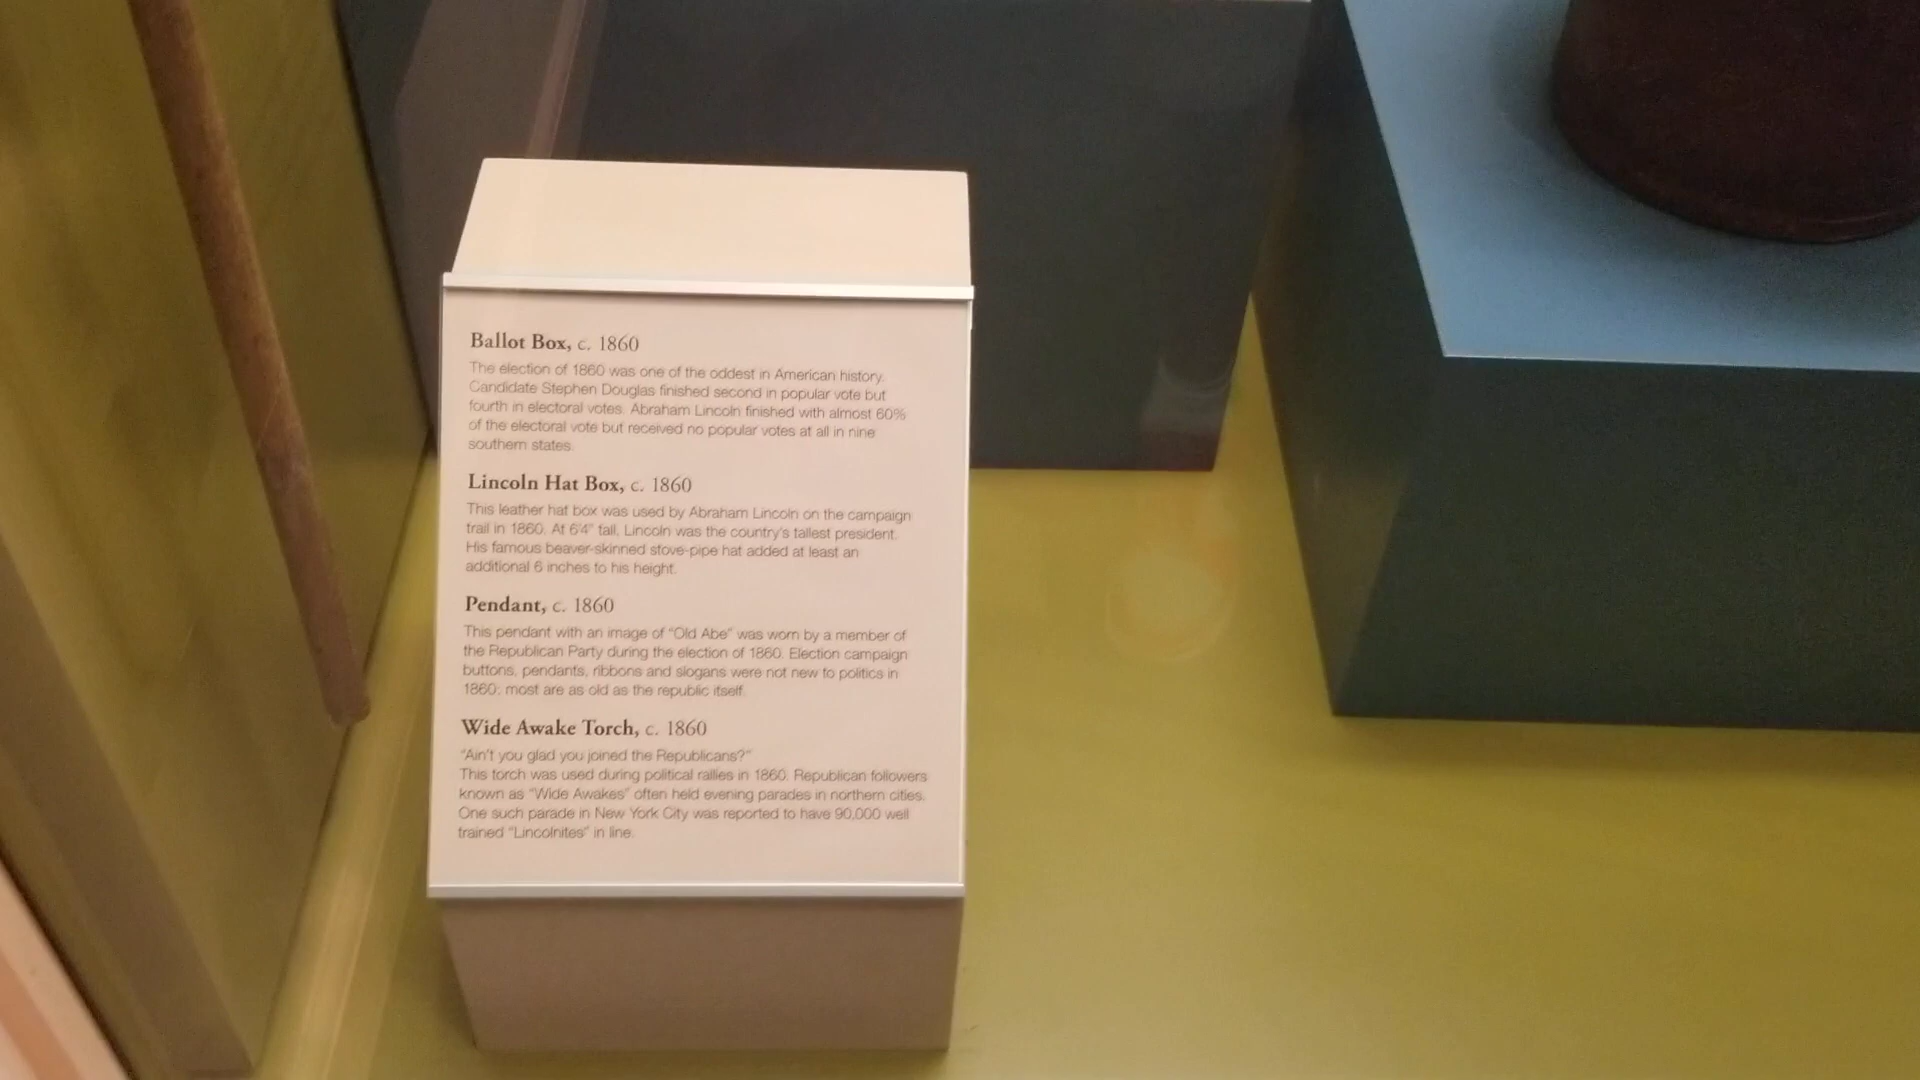 Ballot Box, c. 1860
The election of 1860 was one of the oddest in American history.
Candidate Stephen Douglas finished second in popular vote but
fourth in electoral votes. Abraham Lincoln finished with almost 60%
of the electoral vote but received no popular votes at all in nine
southern states.
Lincoln Hat Box, c. 1860
This leather hat box was used by Abraham Lincoln on the campaign
trail in 1860. At 6'4" tall, Lincoln was the country's tallest president.
His famous beaver-skinned stove-pipe hat added at least an
additional 6 inches to his height.
Pendant, c. 1860
This pendant with an image of "Old Abe" was worn by a member of
the Republican Party during the election of 1860. Election campaign
buttons, pendants, ribbons and slogans were not new to politics in
1860; most are as old as the republic itself.
Wide Awake Torch, c. 1860
"Ain't you glad you joined the Republicans?"
This torch was used during political rallies in 1860. Republican followers
known as "Wide Awakes" often held evening parades in northern cities.
One such parade in New York City was reported to have 90,000 well
trained "Lincolnites" in line.